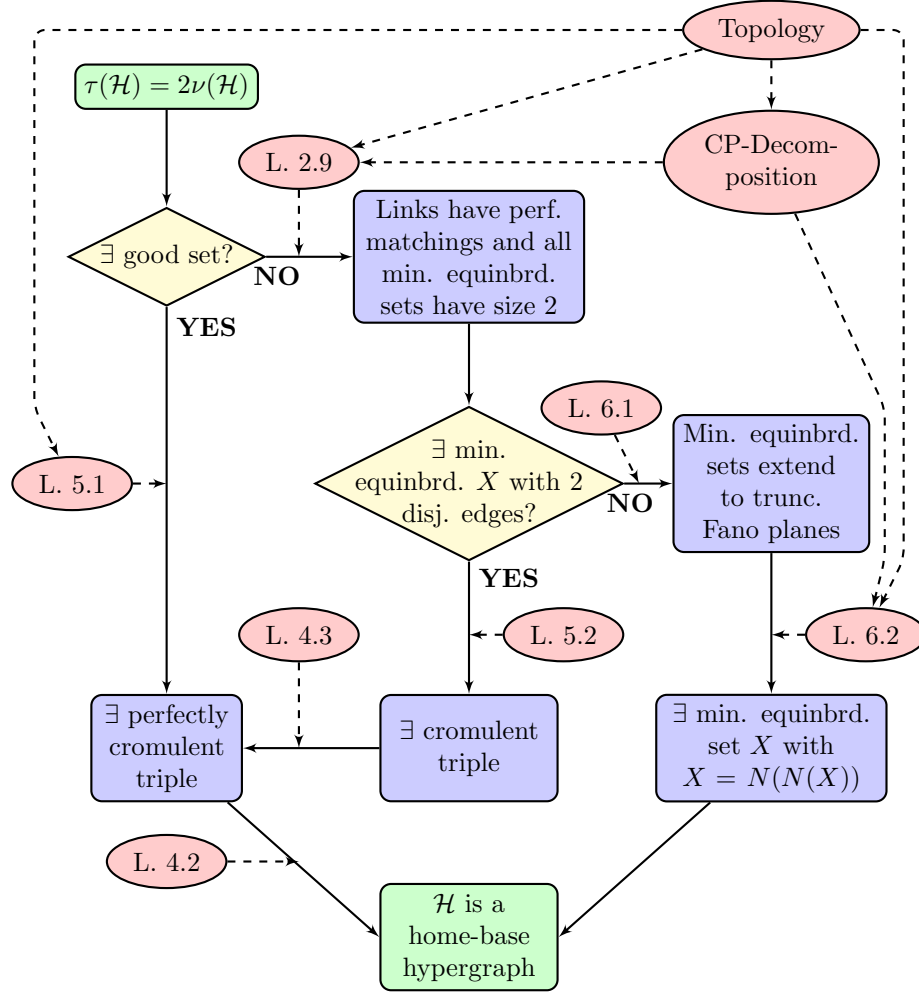 Topology
τ(ℋ) = 2ν(ℋ)
L. 2.9
CP-Decom-
position
∃ good set?
NO
YES
Links have perf.
matchings and all
min. equinbrd.
sets have size 2
L. 6.1
∃ min.
equinbrd. X with 2
disj. edges?
NO
YES
Min. equinbrd.
sets extend
to trunc.
Fano planes
L. 5.1
L. 4.3
L. 5.2
L. 6.2
∃ perfectly
cromulent
triple
∃ cromulent
triple
∃ min. equinbrd.
set X with
X = N(N(X))
L. 4.2
ℋ is a
home-base
hypergraph